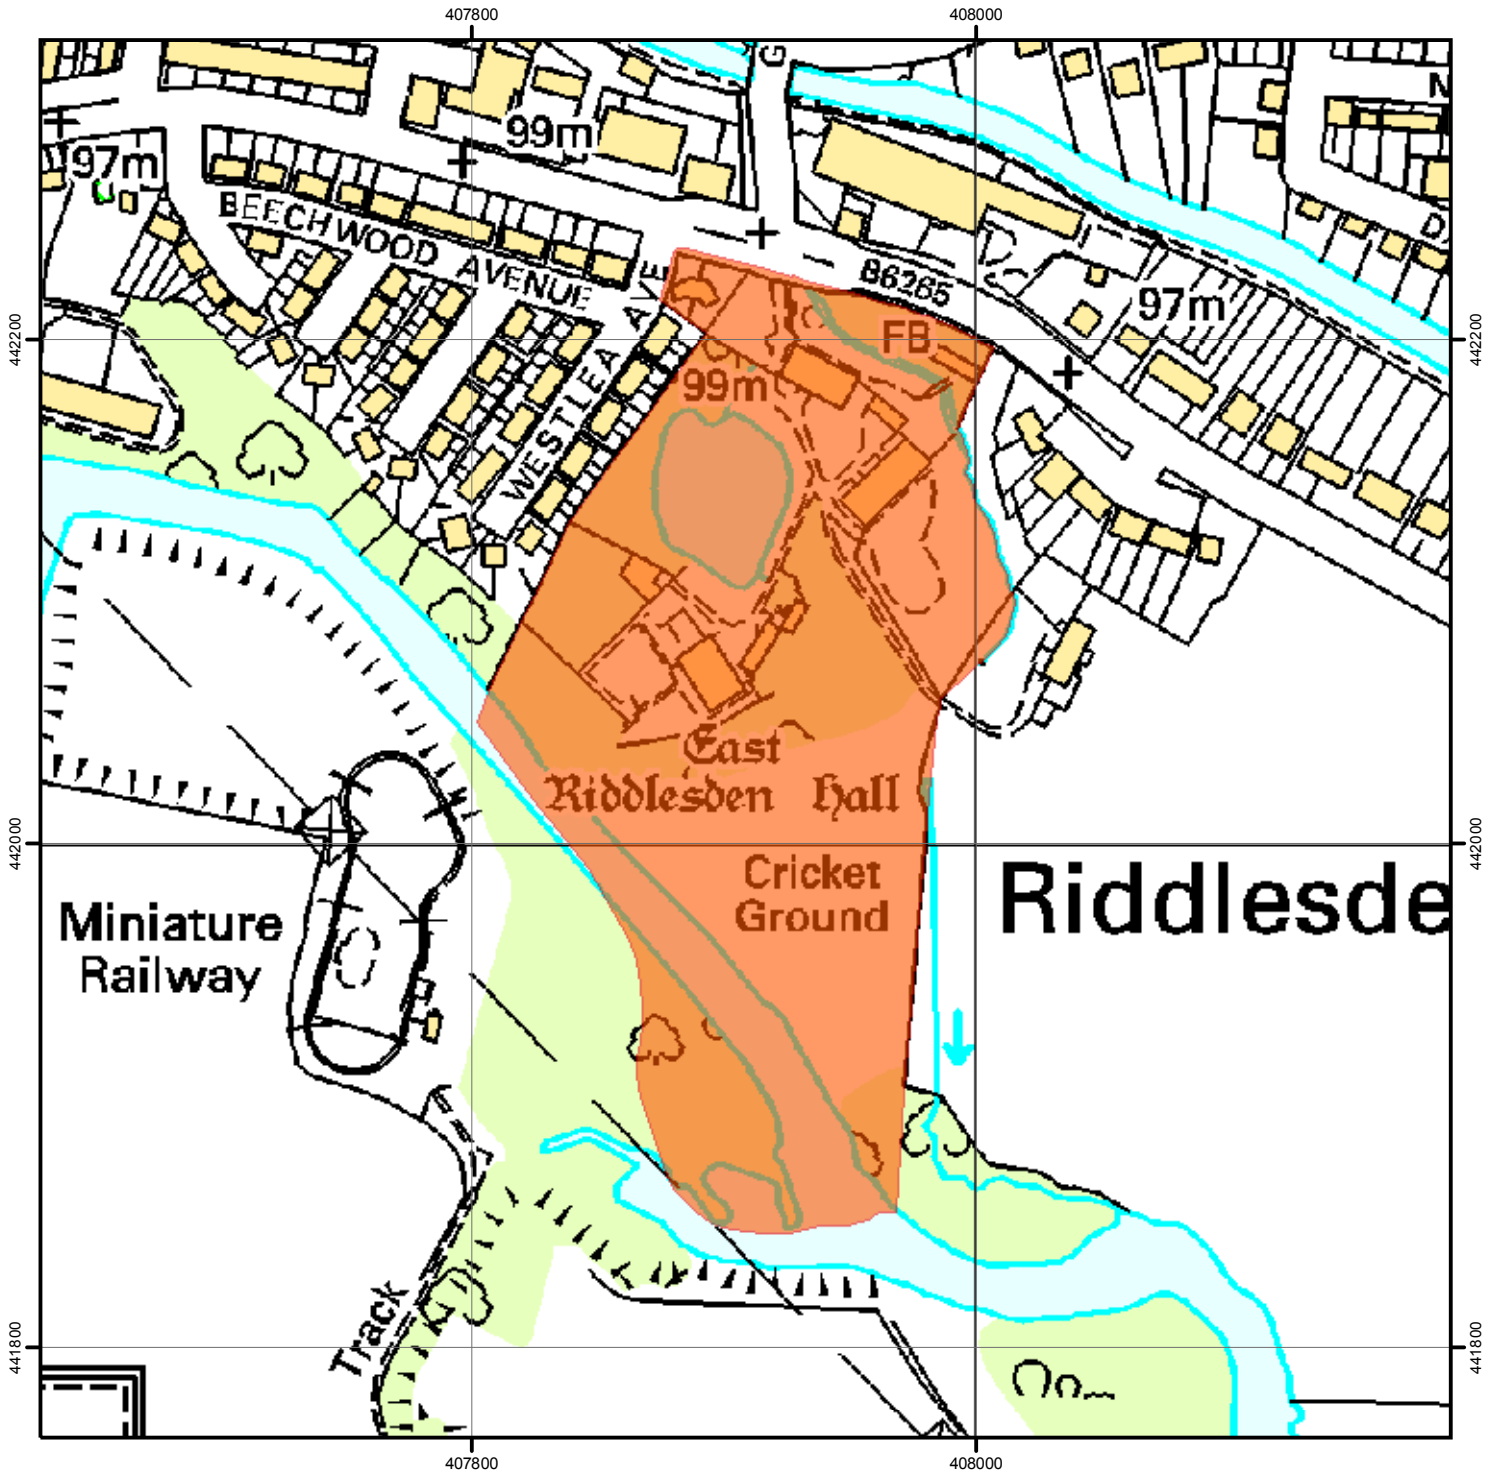 407800
408000
G
N
99m
97m
BEECHWOOD AVENUE
WESTLEA AVE
B6265
97m
FB
99m
442200
442200
East
Riddlesden Hall
442000
442000
Cricket
Ground
Riddlesde
Miniature
Railway
Track
441800
441800
407800
408000